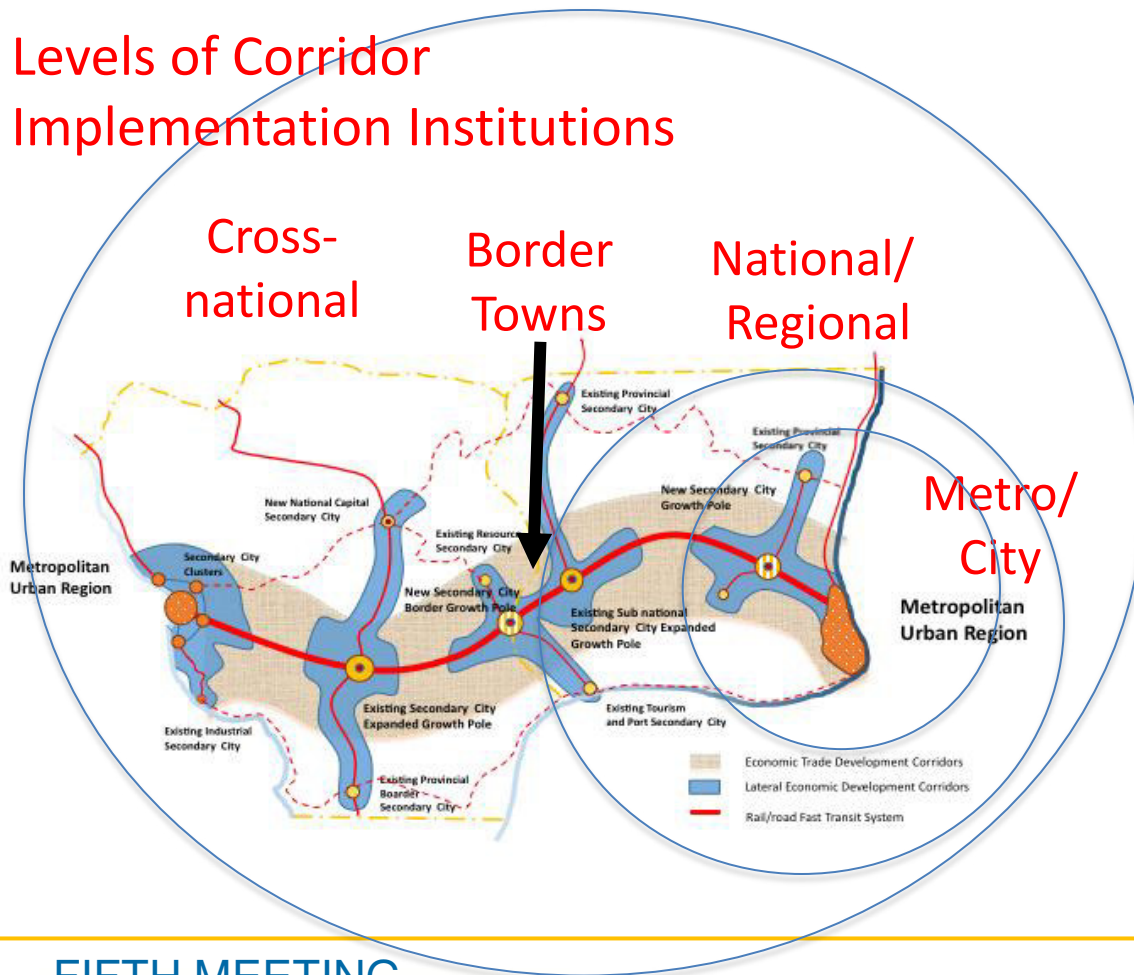 Levels of Corridor
Implementation Institutions
Cross-
national
Border
Towns
National/
Regional
Metro/
City
Existing Provincial
Secondary City
Existing Provincial
Secondary City
New Secondary City
Growth Pole
New National Capital
Secondary City
Existing Resource
Secondary City
Secondary City
Clusters
Metropolitan
Urban Region
New Secondary City
Border Growth Pole
Existing Sub national
Secondary City Expanded
Growth Pole
Metropolitan
Urban Region
Existing Secondary City
Expanded Growth Pole
Existing Tourism
and Port Secondary City
Existing Industrial
Secondary City
Existing Provincial
Boarder
Secondary City
Economic Trade Development Corridors
Lateral Economic Development Corridors
Rail/road Fast Transit System
FIFTH MEETING